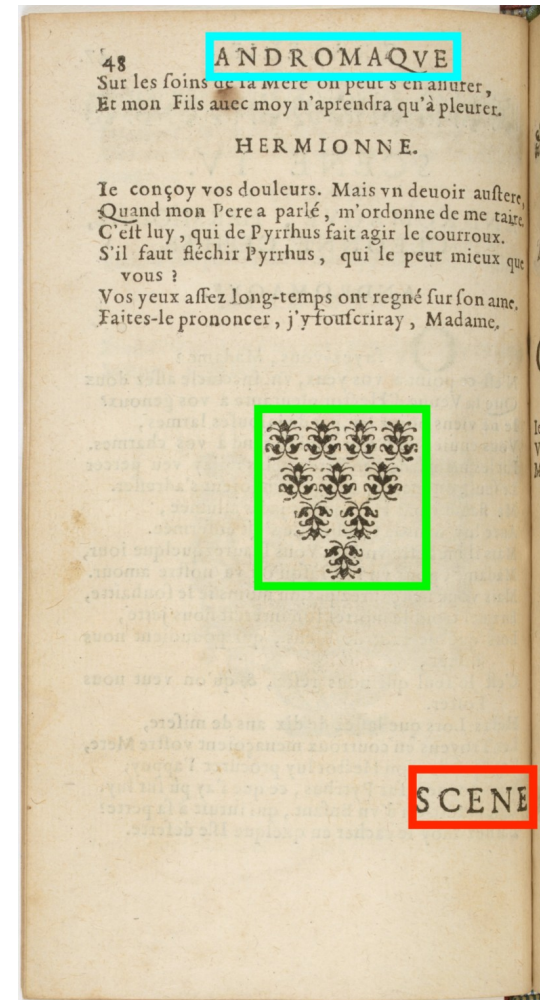 48 ANDROMAQVE
Sur les ſoins de la Mere on peut s'en aſſurer,
Et mon Fils auec moy n'aprendra qu'à pleurer.
HERMIONNE.
Ie conçoy vos douleurs. Mais vn deuoir auſtere,
Quand mon Pere a parlé, m'ordonne de me taire.
C'eſt luy, qui de Pyrrhus fait agir le courroux.
S'il faut fléchir Pyrrhus, qui le peut mieux que
vous ?
Vos yeux aſſez long-temps ont regné ſur ſon ame.
Faites-le prononcer, j'y ſouſcriray, Madame.
SCENE